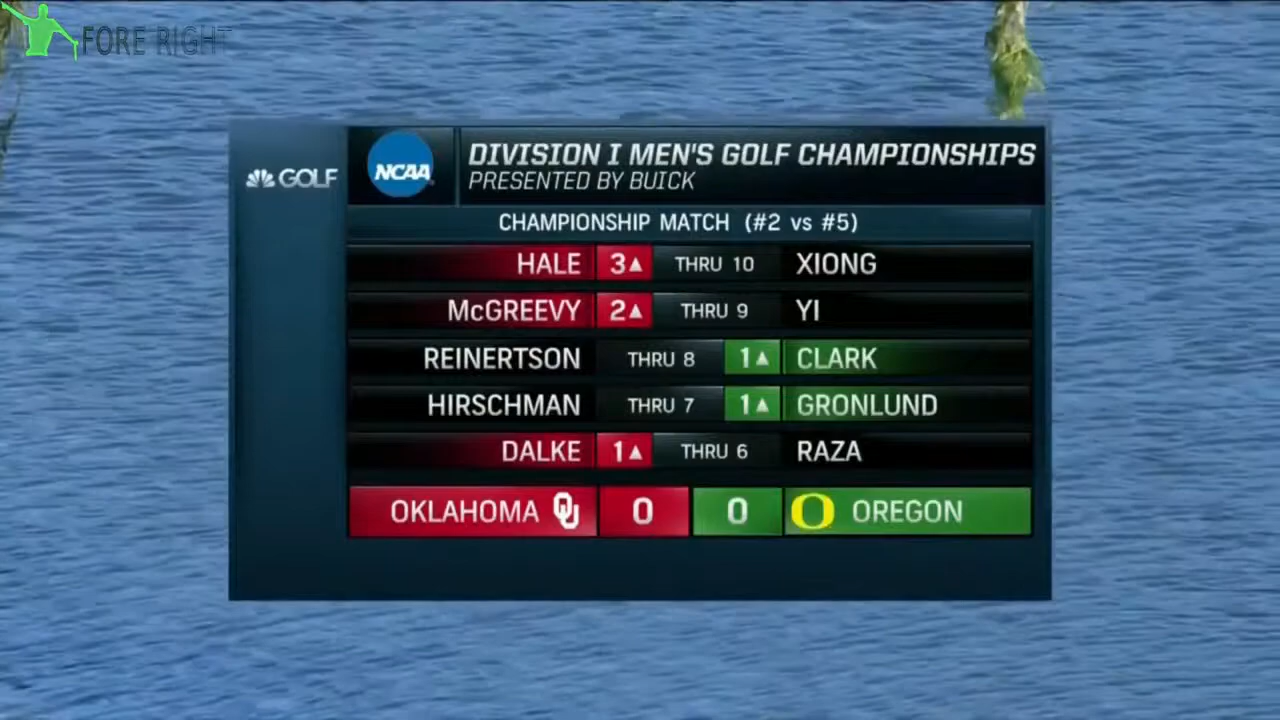 FORE RIGHT
GOLF
NCAA
DIVISION I MEN'S GOLF CHAMPIONSHIPS
PRESENTED BY BUICK
CHAMPIONSHIP MATCH (#2 vs #5)
HALE 3▲ THRU 10 XIONG
McGREEVY 2▲ THRU 9 YI
REINERTSON THRU 8 1▲ CLARK
HIRSCHMAN THRU 7 1▲ GRONLUND
DALKE 1▲ THRU 6 RAZA
OKLAHOMA OU 0 0 O OREGON